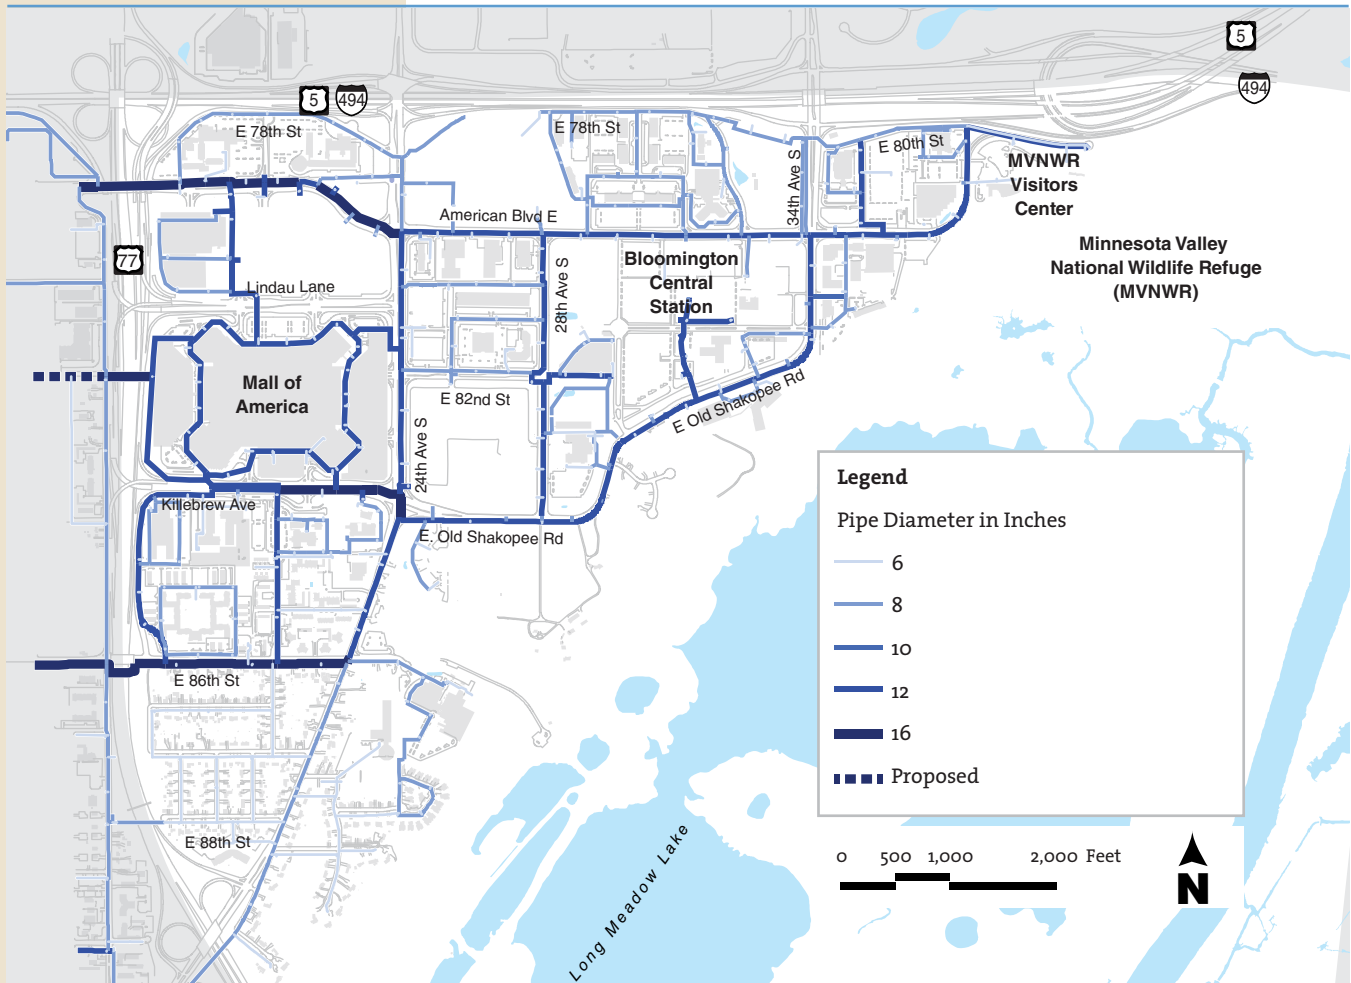 5
494
5
494
E 78th St
E 78th St
E 80th St
34th Ave S
MVNWR
Visitors
Center
American Blvd E
Minnesota Valley
National Wildlife Refuge
(MVNWR)
77
Bloomington
Central
Station
28th Ave S
Lindau Lane
Mall of
America
E 82nd St
E Old Shakopee Rd
24th Ave S
Killebrew Ave
E. Old Shakopee Rd
E 86th St
E 88th St
Long Meadow Lake
Legend
Pipe Diameter in Inches
6
8
10
12
16
Proposed
0 500 1,000 2,000 Feet
N